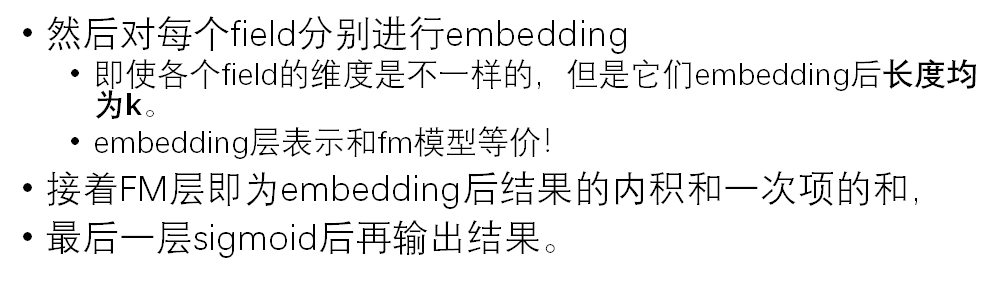 • 然后对每个field分别进行embedding
• 即使各个field的维度是不一样的，但是它们embedding后长度均
为k。
• embedding层表示和fm模型等价！
• 接着FM层即为embedding后结果的内积和一次项的和，
• 最后一层sigmoid后再输出结果。